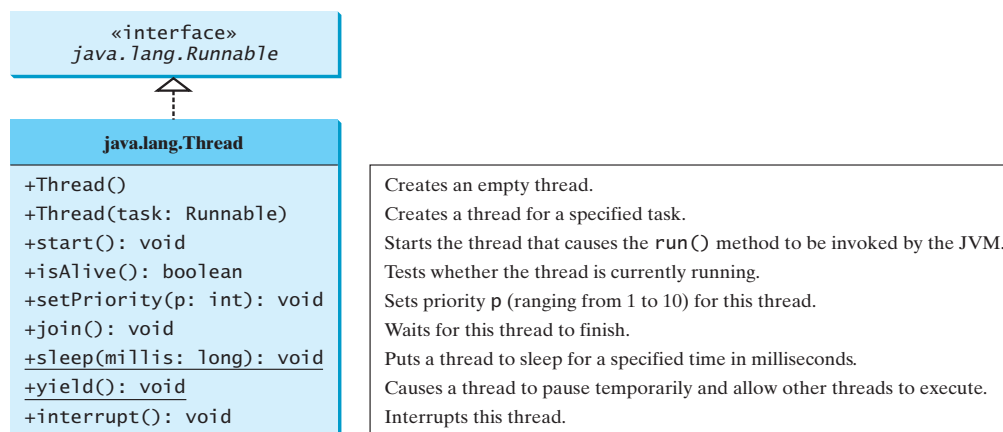 «interface»
java.lang.Runnable
java.lang.Thread
+Thread()
Creates an empty thread.
+Thread(task: Runnable)
Creates a thread for a specified task.
+start(): void
Starts the thread that causes the run() method to be invoked by the JVM.
+isAlive(): boolean
Tests whether the thread is currently running.
+setPriority(p: int): void
Sets priority p (ranging from 1 to 10) for this thread.
+join(): void
Waits for this thread to finish.
+sleep(millis: long): void
Puts a thread to sleep for a specified time in milliseconds.
+yield(): void
Causes a thread to pause temporarily and allow other threads to execute.
+interrupt(): void
Interrupts this thread.